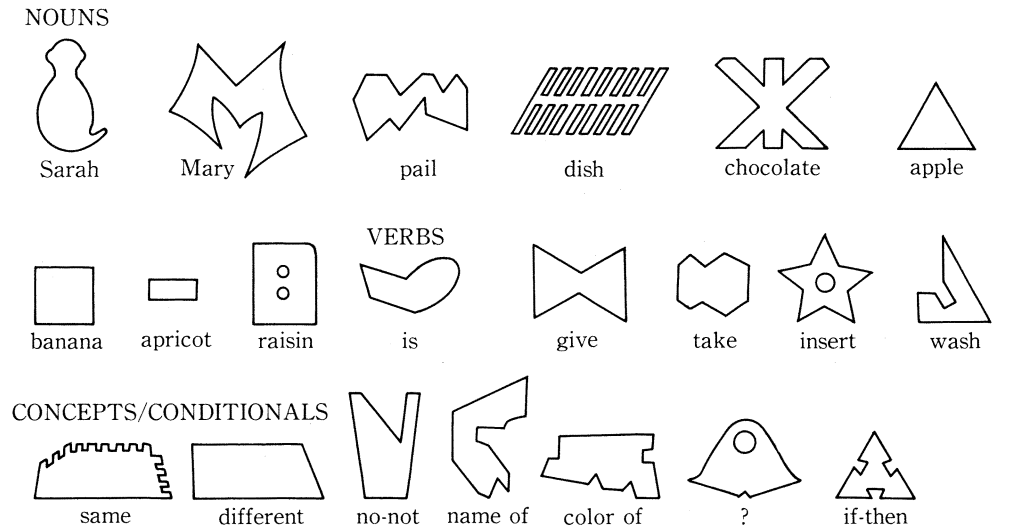 NOUNS
Sarah Mary pail dish chocolate apple
VERBS
banana apricot raisin is give take insert wash
CONCEPTS/CONDITIONALS
same different no-not name of color of ? if-then